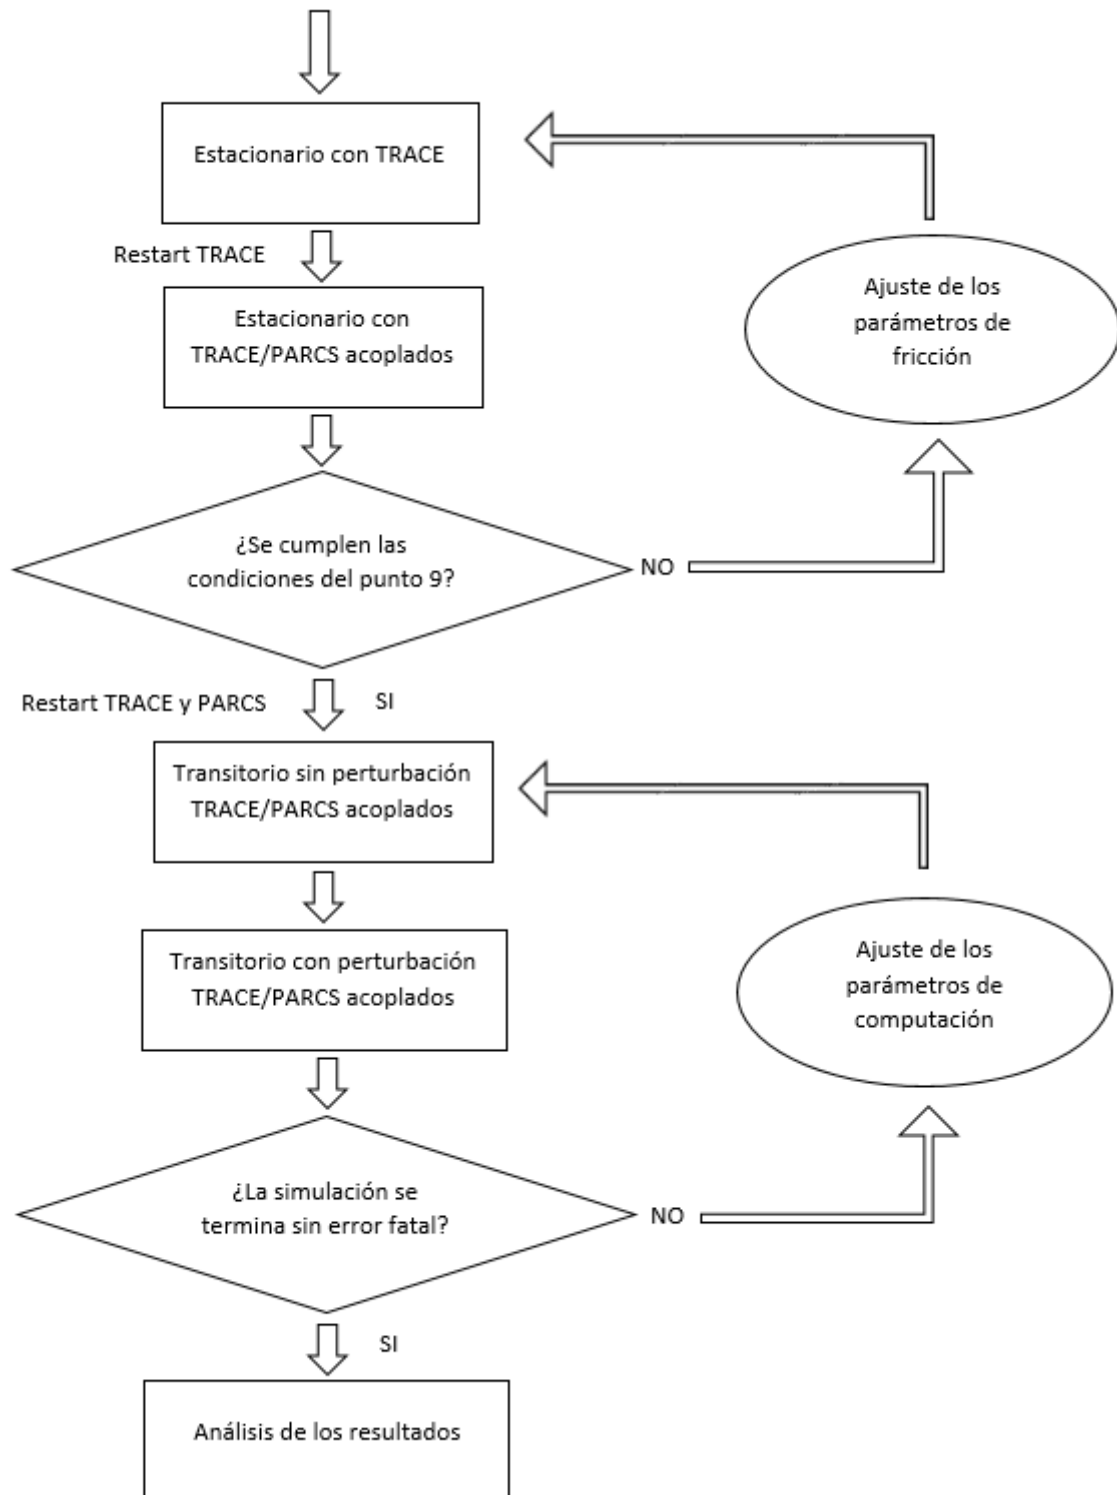 Estacionario con TRACE
Restart TRACE
Estacionario con
TRACE/PARCS acoplados
Ajuste de los
parámetros de
fricción
¿Se cumplen las
condiciones del punto 9?
NO
Restart TRACE y PARCS
SI
Transitorio sin perturbación
TRACE/PARCS acoplados
Transitorio con perturbación
TRACE/PARCS acoplados
Ajuste de los
parámetros de
computación
¿La simulación se
termina sin error fatal?
NO
SI
Análisis de los resultados